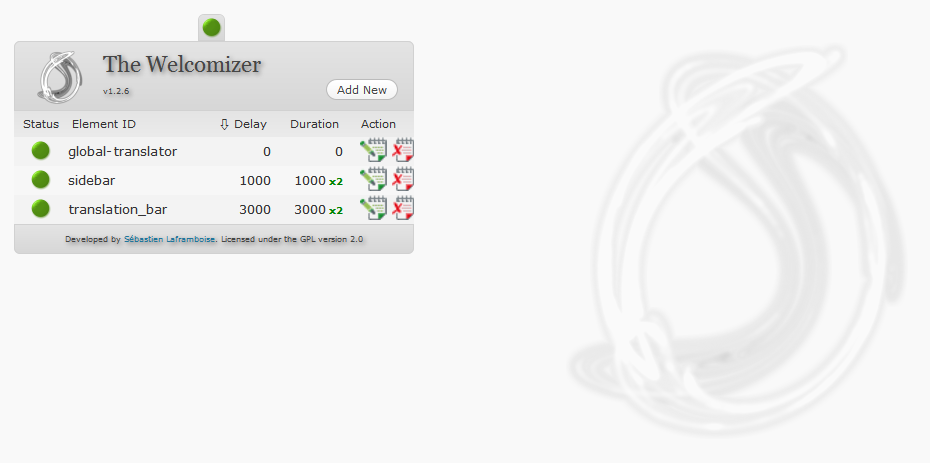 The Welcomizer
v1.2.6
Add New
Status Element ID ⇩ Delay Duration Action
global-translator 0 0
sidebar 1000 1000 x2
translation_bar 3000 3000 x2
Developed by Sébastien Laframboise. Licensed under the GPL version 2.0